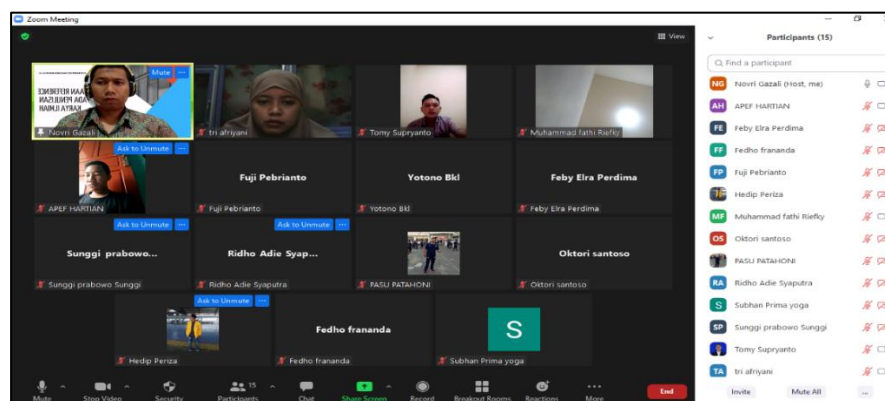 Zoom Meeting
View
Participants (15)
Find a participant
Mute
AAN REFERENCE
ADA PENULISAN
KARYA ILMIAH
Novri Gazali
tri afriyani
Tomy Supryanto
Muhammad fathi Riefky
Ask to Unmute
APEF HARTIAN
Fuji Pebrianto
Fuji Pebrianto
Yotono Bkl
Yotono Bkl
Feby Elra Perdima
Feby Elra Perdima
Ask to Unmute
Sunggi prabowo...
Sunggi prabowo Sunggi
Ask to Unmute
Ridho Adie Syap...
Ridho Adie Syaputra
PASU PATAHONI
Oktori santoso
Oktori santoso
Ask to Unmute
Hedip Periza
Fedho frananda
Fedho frananda
S
Subhan Prima yoga
NG Novri Gazali (Host, me)
AH APEF HARTIAN
FE Feby Elra Perdima
FF Fedho frananda
FP Fuji Pebrianto
Hedip Periza
MF Muhammad fathi Riefky
OS Oktori santoso
PASU PATAHONI
RA Ridho Adie Syaputra
S Subhan Prima yoga
SP Sunggi prabowo Sunggi
Tomy Supryanto
TA tri afriyani
Invite Mute All ...
Mute Stop Video Security Participants 15 Chat Share Screen Record Breakout Rooms Reactions More End